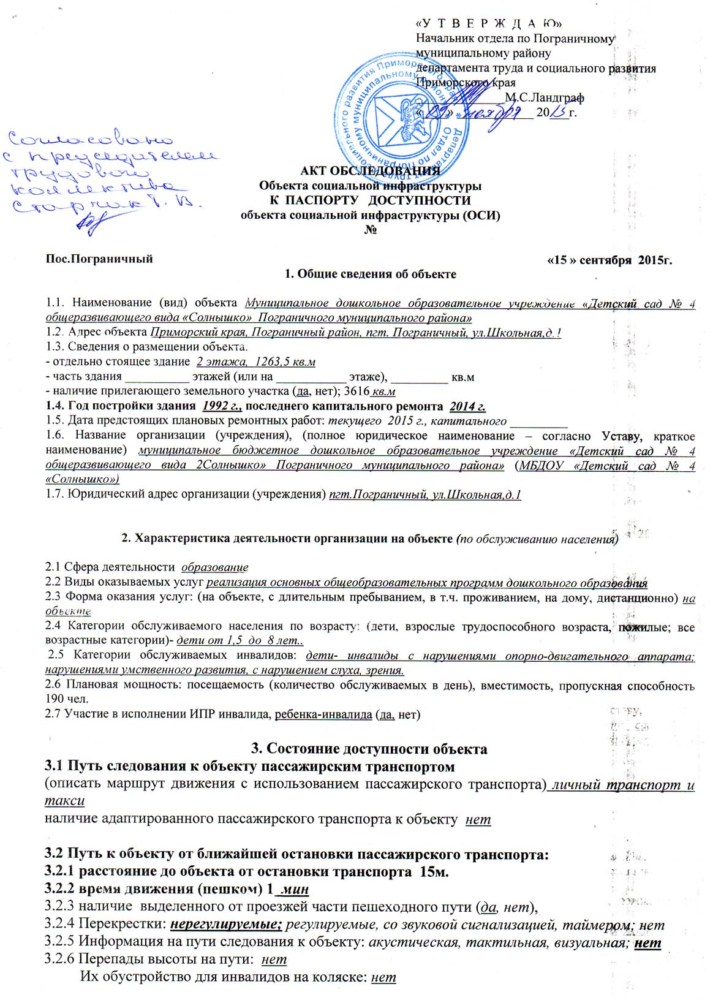 «У Т В Е Р Ж Д А Ю»
Начальник отдела по Пограничному
муниципальному району
департамента труда и социального развития
Приморского края
______________М.С.Ландграф
« » ноября 2015 г.
Согласовано
с председателем
трудового
коллектива
Старчик Т. В.
АКТ ОБСЛЕДОВАНИЯ
Объекта социальной инфраструктуры
К ПАСПОРТУ ДОСТУПНОСТИ
объекта социальной инфраструктуры (ОСИ)
№
Пос.Пограничный «15 » сентября 2015г.
1. Общие сведения об объекте
1.1. Наименование (вид) объекта Муниципальное дошкольное образовательное учреждение «Детский сад № 4
общеразвивающего вида «Солнышко» Пограничного муниципального района»
1.2. Адрес объекта Приморский края, Пограничный район, пгт. Пограничный, ул.Школьная,д.1
1.3. Сведения о размещении объекта:
- отдельно стоящее здание 2 этажа, 1263,5 кв.м
- часть здания __________ этажей (или на ___________ этаже), _________ кв.м
- наличие прилегающего земельного участка (да, нет); 3616 кв.м
1.4. Год постройки здания 1992 г., последнего капитального ремонта 2014 г.
1.5. Дата предстоящих плановых ремонтных работ: текущего 2015 г., капитального _________
1.6. Название организации (учреждения), (полное юридическое наименование – согласно Уставу, краткое
наименование) муниципальное бюджетное дошкольное образовательное учреждение «Детский сад № 4
общеразвивающего вида 2Солнышко» Пограничного муниципального района» (МБДОУ «Детский сад № 4
«Солнышко»)
1.7. Юридический адрес организации (учреждения) пгт.Пограничный, ул.Школьная,д.1
2. Характеристика деятельности организации на объекте (по обслуживанию населения)
2.1 Сфера деятельности образование
2.2 Виды оказываемых услуг реализация основных общеобразовательных программ дошкольного образования
2.3 Форма оказания услуг: (на объекте, с длительным пребыванием, в т.ч. проживанием, на дому, дистанционно) на
объекте
2.4 Категории обслуживаемого населения по возрасту: (дети, взрослые трудоспособного возраста, пожилые; все
возрастные категории)- дети от 1,5 до 8 лет..
2.5 Категории обслуживаемых инвалидов: дети- инвалиды с нарушениями опорно-двигательного аппарата;
нарушениями умственного развития, с нарушением слуха, зрения.
2.6 Плановая мощность: посещаемость (количество обслуживаемых в день), вместимость, пропускная способность
190 чел.
2.7 Участие в исполнении ИПР инвалида, ребенка-инвалида (да, нет)
3. Состояние доступности объекта
3.1 Путь следования к объекту пассажирским транспортом
(описать маршрут движения с использованием пассажирского транспорта) личный транспорт и
такси
наличие адаптированного пассажирского транспорта к объекту нет
3.2 Путь к объекту от ближайшей остановки пассажирского транспорта:
3.2.1 расстояние до объекта от остановки транспорта 15м.
3.2.2 время движения (пешком) 1 мин
3.2.3 наличие выделенного от проезжей части пешеходного пути (да, нет),
3.2.4 Перекрестки: нерегулируемые; регулируемые, со звуковой сигнализацией, таймером; нет
3.2.5 Информация на пути следования к объекту: акустическая, тактильная, визуальная; нет
3.2.6 Перепады высоты на пути: нет
Их обустройство для инвалидов на коляске: нет